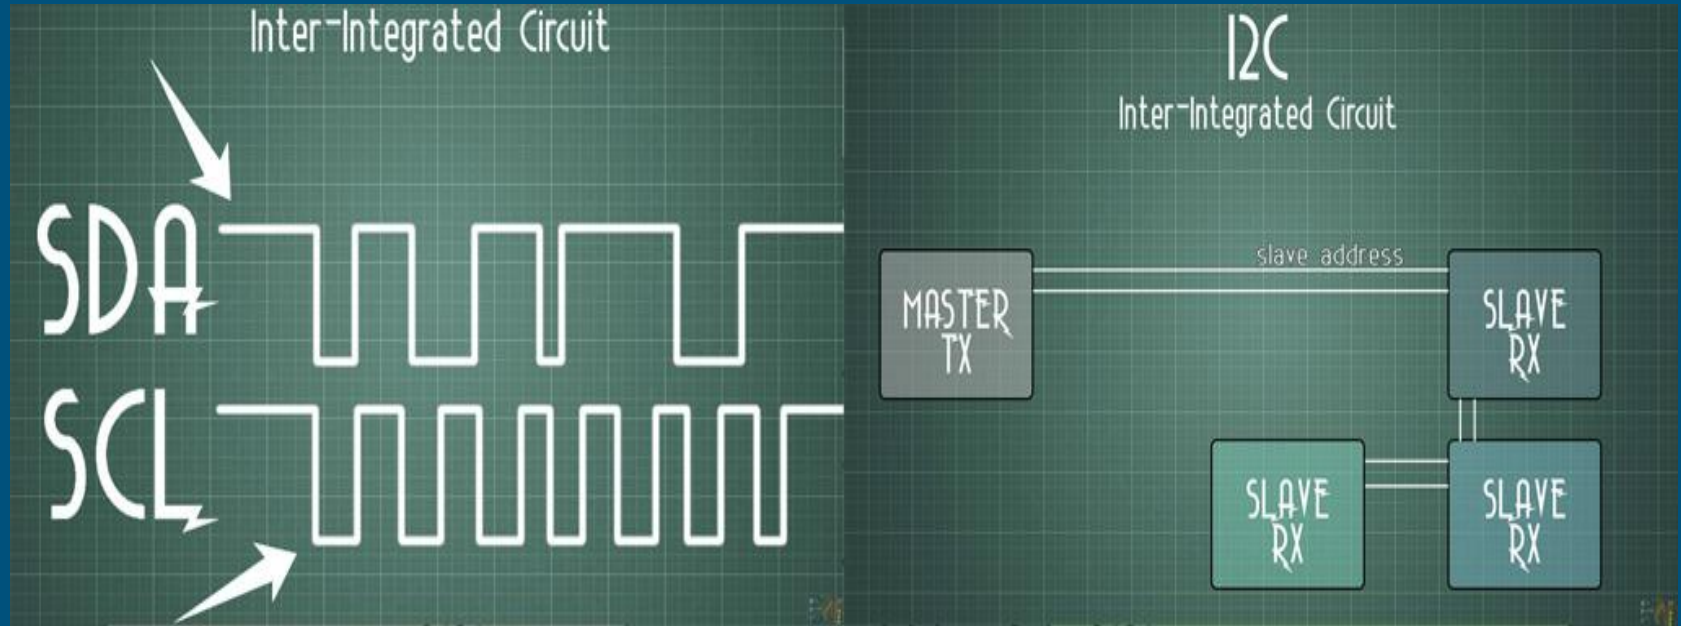 Inter-Integrated Circuit
SDA
SCL
I2C
Inter-Integrated Circuit
slave address
MASTER
TX
SLAVE
RX
SLAVE
RX
SLAVE
RX